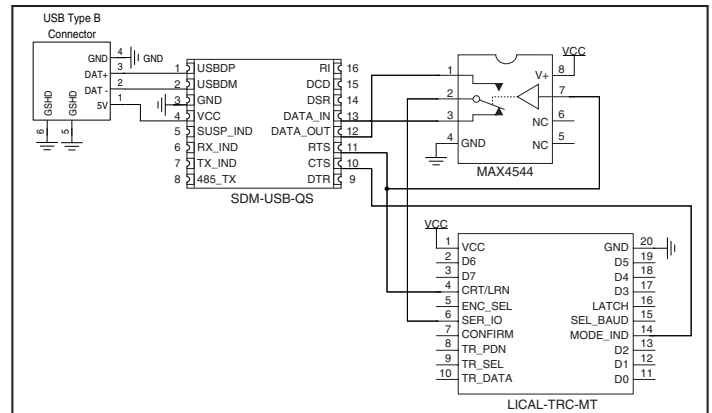 USB Type B
Connector
GND 4 GND
DAT+ 3
DAT - 2
5V 1
GSHD GSHD
6 5
1 USBDP RI 16
2 USBDM DCD 15
3 GND DSR 14
4 VCC DATA_IN 13
5 SUSP_IND DATA_OUT 12
6 RX_IND RTS 11
7 TX_IND CTS 10
8 485_TX DTR 9
SDM-USB-QS
VCC
1 V+ 8
2 7
3 NC 6
4 GND NC 5
MAX4544
VCC
1 VCC GND 20
2 D6 D5 19
3 D7 D4 18
4 CRT/LRN D3 17
5 ENC_SEL LATCH 16
6 SER_IO SEL_BAUD 15
7 CONFIRM MODE_IND 14
8 TR_PDN D2 13
9 TR_SEL D1 12
10 TR_DATA D0 11
LICAL-TRC-MT